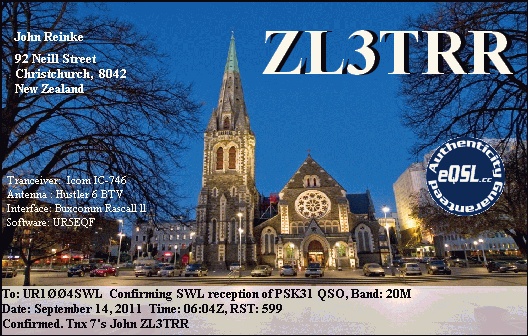 John Reinke
ZL3TRR
92 Neill Street
Christchurch, 8042
New Zealand
Authenticity
eQSL.cc
Guaranteed
Tranceiver: Icom IC-746
Antenna : Hustler 6 BTV
Interface: Buxcomm Rascall ll
Software: UR5EQF
To: UR1ØØ4SWL Confirming SWL reception of PSK31 QSO, Band: 20M
Date: September 14, 2011 Time: 06:04Z, RST: 599
Confirmed. Tnx 7's John ZL3TRR